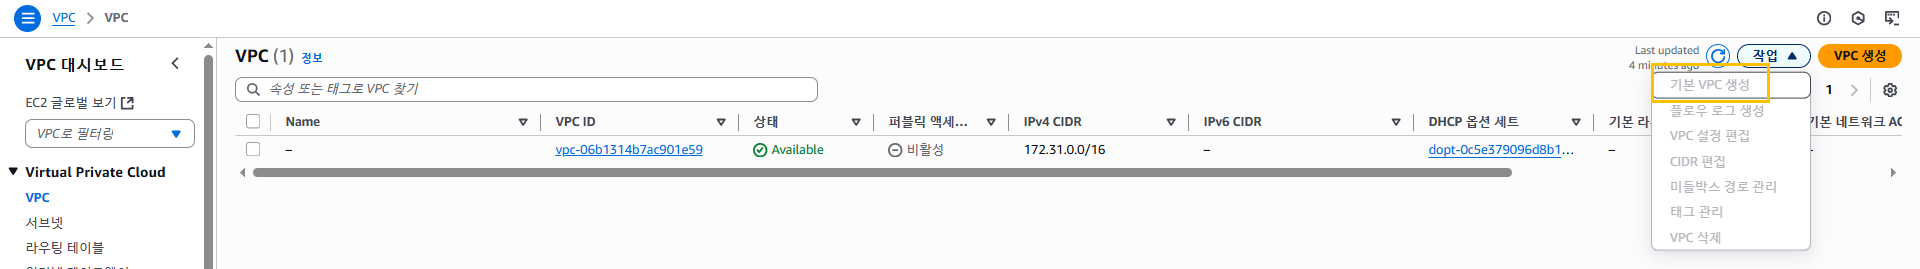 VPC > VPC
VPC 대시보드
EC2 글로벌 보기
VPC로 필터링
Virtual Private Cloud
VPC
서브넷
라우팅 테이블
VPC (1) 정보
Last updated
4 minutes ago
작업
VPC 생성
속성 또는 태그로 VPC 찾기
1
Name VPC ID 상태 퍼블릭 액세... IPv4 CIDR IPv6 CIDR DHCP 옵션 세트 기본 라 기본 네트워크 AC
– vpc-06b1314b7ac901e59 Available 비활성 172.31.0.0/16 – dopt-0c5e379096d8b1... –
기본 VPC 생성
플로우 로그 생성
VPC 설정 편집
CIDR 편집
미들박스 경로 관리
태그 관리
VPC 삭제